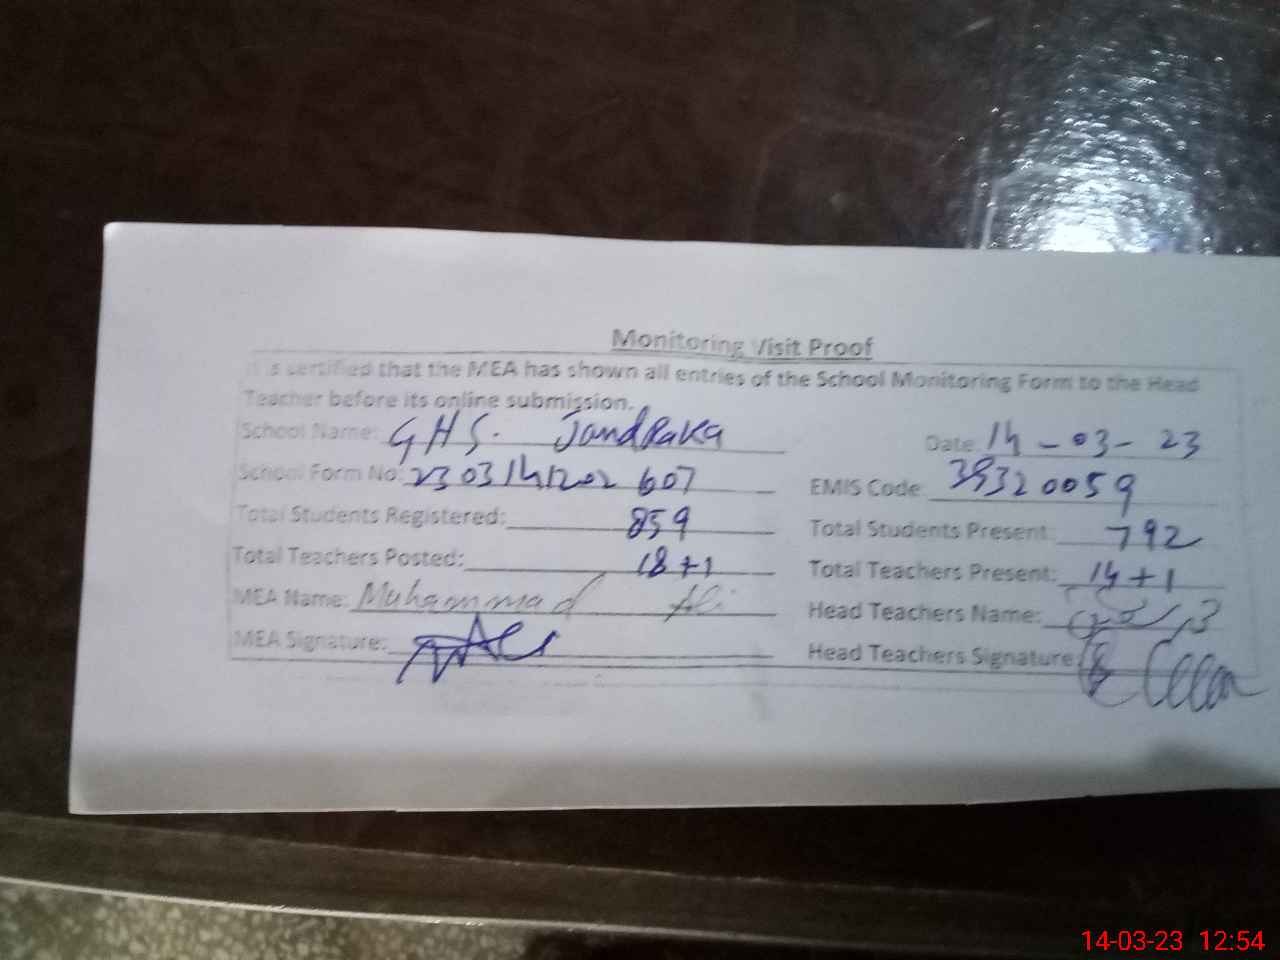 Monitoring Visit Proof
It is certified that the MEA has shown all entries of the School Monitoring Form to the Head
Teacher before its online submission.
School Name: GHS. JandRaka Date: 14-03-23
School Form No: 2303141202607 EMIS Code: 39320059
Total Students Registered: 859 Total Students Present: 792
Total Teachers Posted: 18+1 Total Teachers Present: 14+1
MEA Name: Muhammad Ali Head Teachers Name:
MEA Signature: Head Teachers Signature:
14-03-23 12:54